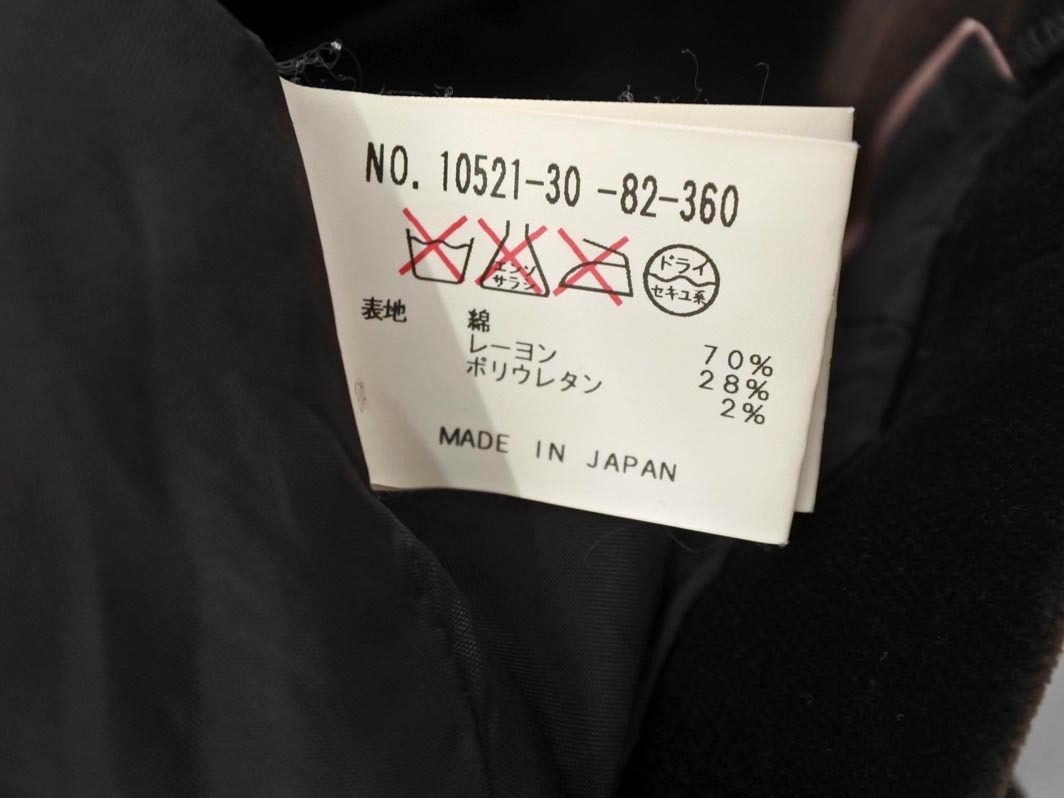 NO. 10521-30 -82-360
エンソ
サラシ
ドライ
セキユ系
表地 綿 70%
レーヨン 28%
ポリウレタン 2%
MADE IN JAPAN